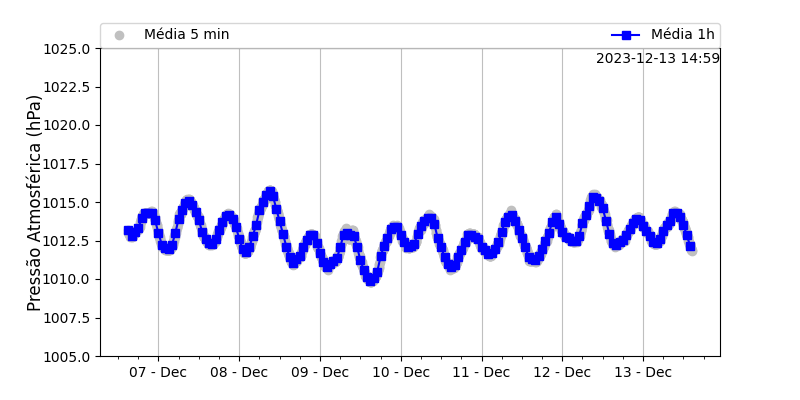 Média 5 min
Média 1h
2023-12-13 14:59
Pressão Atmosférica (hPa)
1025.0
1022.5
1020.0
1017.5
1015.0
1012.5
1010.0
1007.5
1005.0
07 - Dec
08 - Dec
09 - Dec
10 - Dec
11 - Dec
12 - Dec
13 - Dec